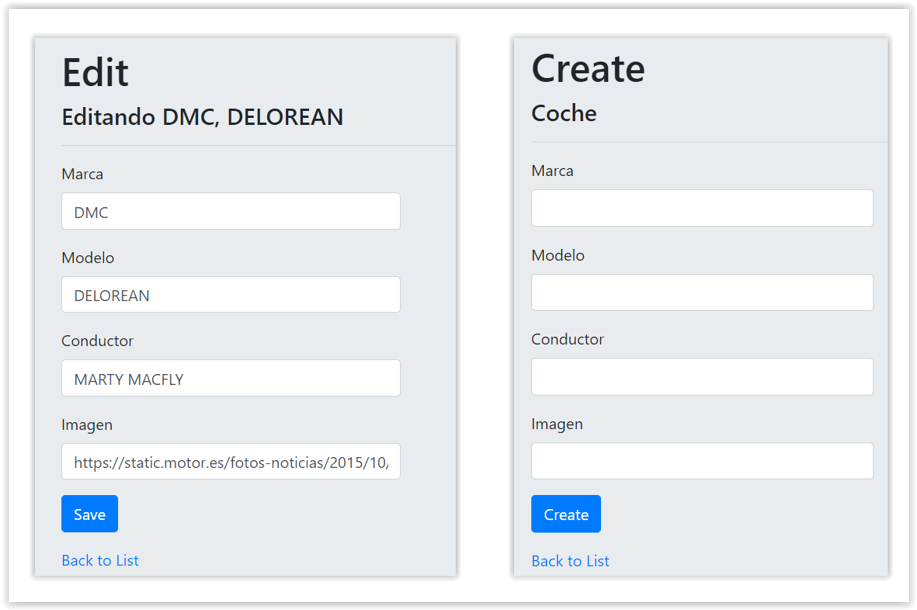 Edit
Editando DMC, DELOREAN
Marca
DMC
Modelo
DELOREAN
Conductor
MARTY MACFLY
Imagen
https://static.motor.es/fotos-noticias/2015/10/
Save
Back to List
Create
Coche
Marca
Modelo
Conductor
Imagen
Create
Back to List